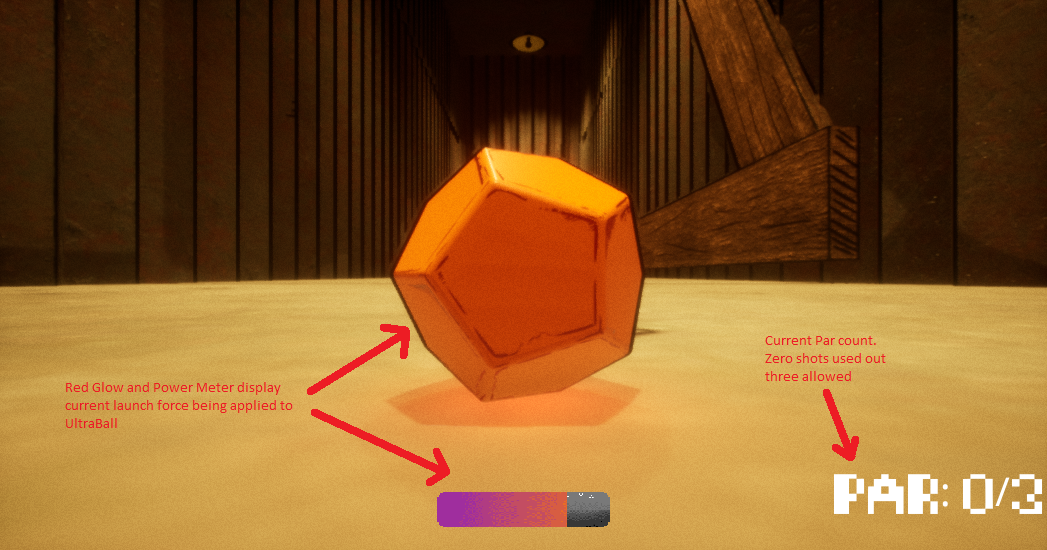 Current Par count.
Zero shots used out
three allowed
Red Glow and Power Meter display
current launch force being applied to
UltraBall
PAR: 0/3